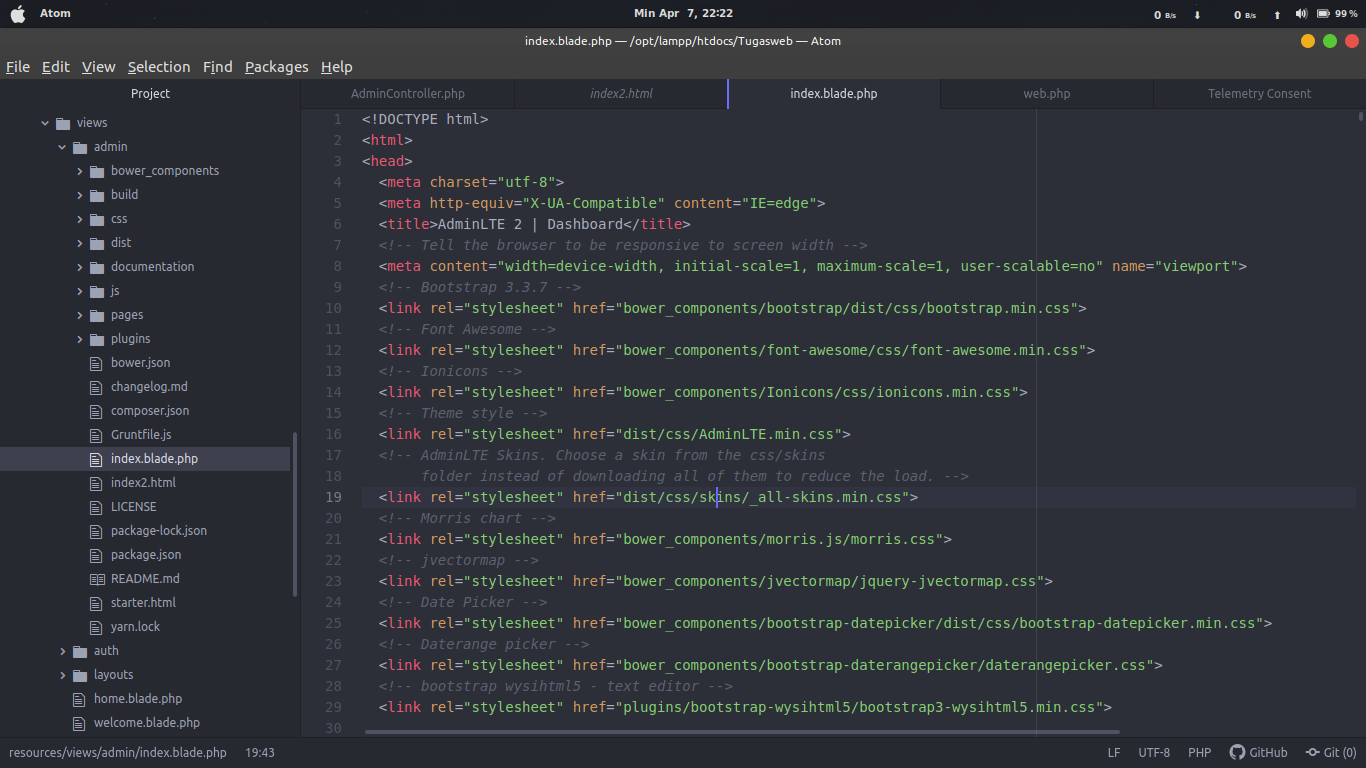 Atom
Min Apr 7, 22:22
0 B/s
0 B/s
99 %
index.blade.php — /opt/lampp/htdocs/Tugasweb — Atom
File Edit View Selection Find Packages Help
Project
AdminController.php
index2.html
index.blade.php
web.php
Telemetry Consent
views
admin
bower_components
build
css
dist
documentation
js
pages
plugins
bower.json
changelog.md
composer.json
Gruntfile.js
index.blade.php
index2.html
LICENSE
package-lock.json
package.json
README.md
starter.html
yarn.lock
auth
layouts
home.blade.php
welcome.blade.php
1 <!DOCTYPE html>
2 <html>
3 <head>
4   <meta charset="utf-8">
5   <meta http-equiv="X-UA-Compatible" content="IE=edge">
6   <title>AdminLTE 2 | Dashboard</title>
7   <!-- Tell the browser to be responsive to screen width -->
8   <meta content="width=device-width, initial-scale=1, maximum-scale=1, user-scalable=no" name="viewport">
9   <!-- Bootstrap 3.3.7 -->
10   <link rel="stylesheet" href="bower_components/bootstrap/dist/css/bootstrap.min.css">
11   <!-- Font Awesome -->
12   <link rel="stylesheet" href="bower_components/font-awesome/css/font-awesome.min.css">
13   <!-- Ionicons -->
14   <link rel="stylesheet" href="bower_components/Ionicons/css/ionicons.min.css">
15   <!-- Theme style -->
16   <link rel="stylesheet" href="dist/css/AdminLTE.min.css">
17   <!-- AdminLTE Skins. Choose a skin from the css/skins
18        folder instead of downloading all of them to reduce the load. -->
19   <link rel="stylesheet" href="dist/css/skins/_all-skins.min.css">
20   <!-- Morris chart -->
21   <link rel="stylesheet" href="bower_components/morris.js/morris.css">
22   <!-- jvectormap -->
23   <link rel="stylesheet" href="bower_components/jvectormap/jquery-jvectormap.css">
24   <!-- Date Picker -->
25   <link rel="stylesheet" href="bower_components/bootstrap-datepicker/dist/css/bootstrap-datepicker.min.css">
26   <!-- Daterange picker -->
27   <link rel="stylesheet" href="bower_components/bootstrap-daterangepicker/daterangepicker.css">
28   <!-- bootstrap wysihtml5 - text editor -->
29   <link rel="stylesheet" href="plugins/bootstrap-wysihtml5/bootstrap3-wysihtml5.min.css">
30
resources/views/admin/index.blade.php 19:43
LF UTF-8 PHP GitHub Git (0)